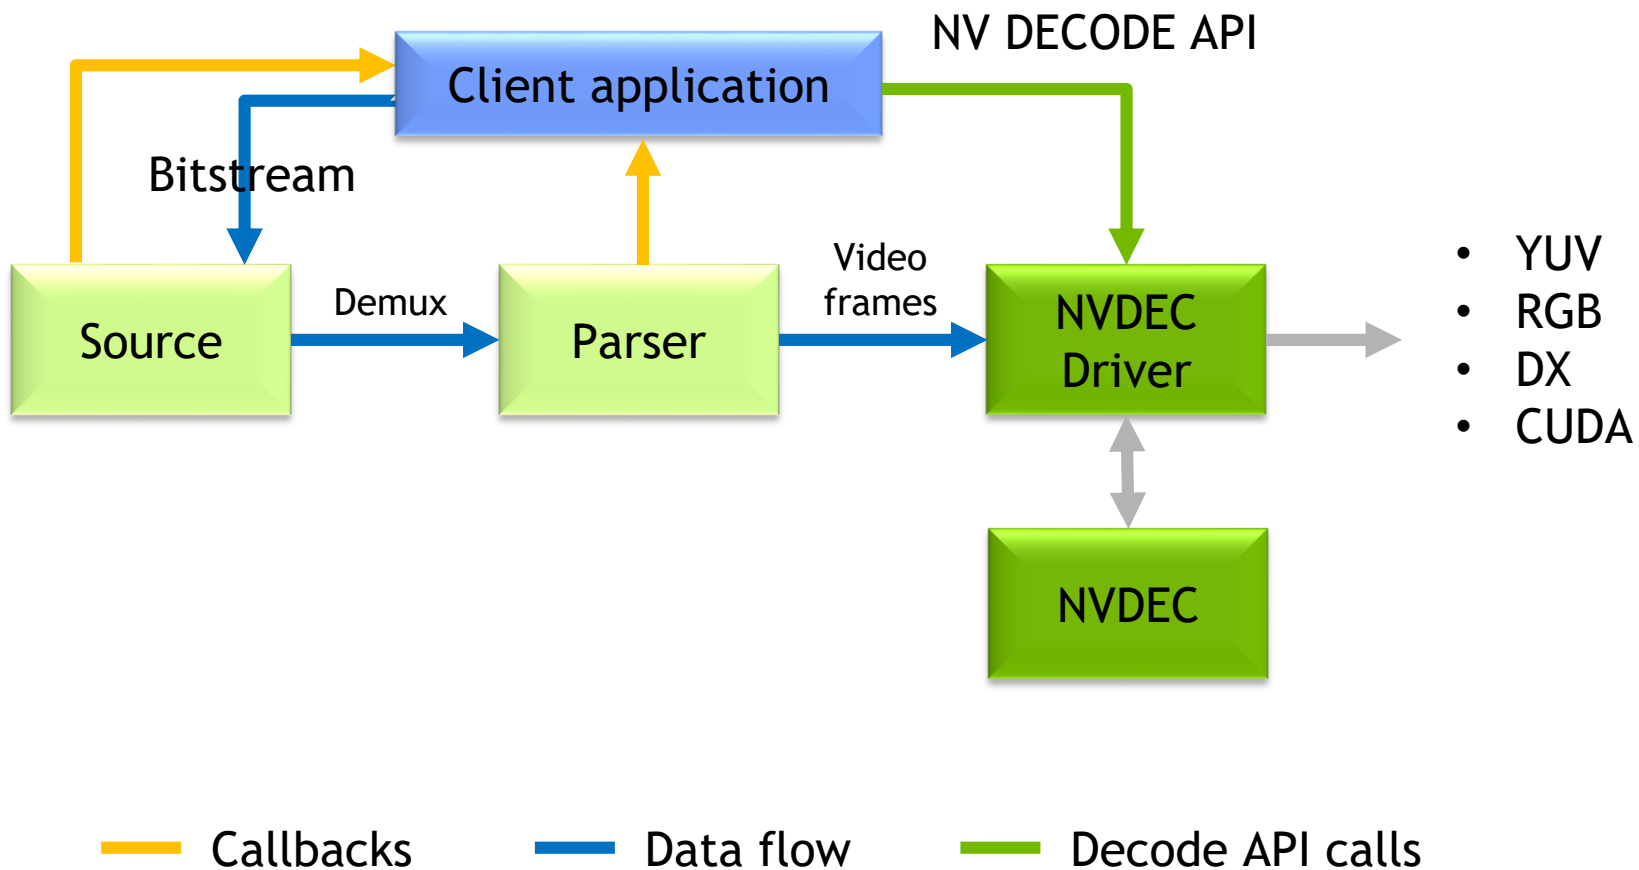 NV DECODE API
Client application
Bitstream
Source
Demux
Parser
Video
frames
NVDEC
Driver
• YUV
• RGB
• DX
• CUDA
NVDEC
Callbacks
Data flow
Decode API calls